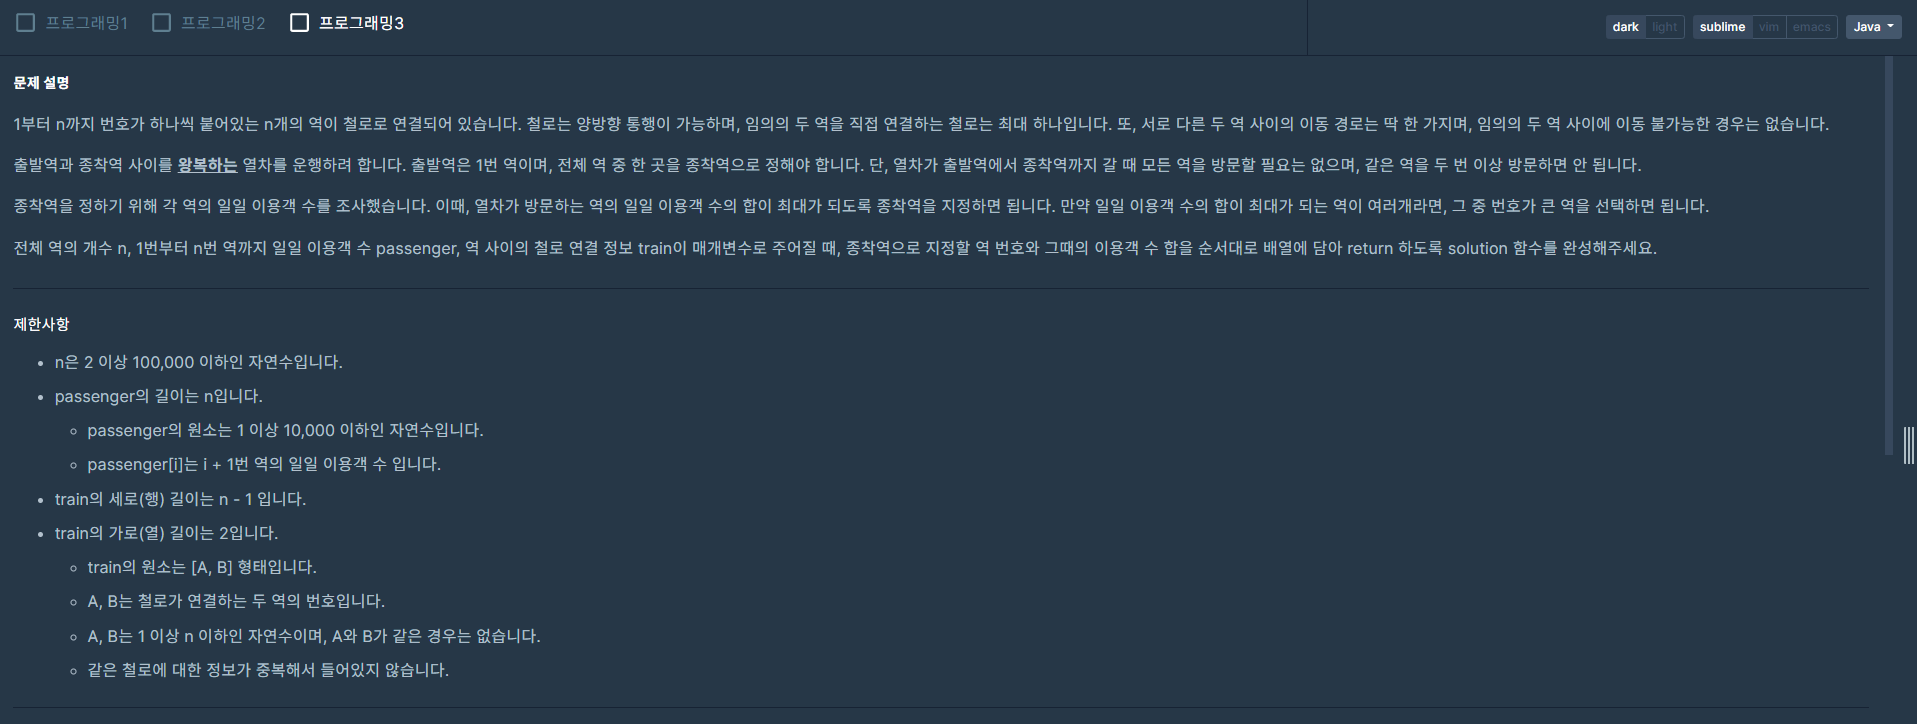 프로그래밍1 프로그래밍2 프로그래밍3 dark light sublime vim emacs Java
문제 설명
1부터 n까지 번호가 하나씩 붙어있는 n개의 역이 철로로 연결되어 있습니다. 철로는 양방향 통행이 가능하며, 임의의 두 역을 직접 연결하는 철로는 최대 하나입니다. 또, 서로 다른 두 역 사이의 이동 경로는 딱 한 가지며, 임의의 두 역 사이에 이동 불가능한 경우는 없습니다.
출발역과 종착역 사이를 왕복하는 열차를 운행하려 합니다. 출발역은 1번 역이며, 전체 역 중 한 곳을 종착역으로 정해야 합니다. 단, 열차가 출발역에서 종착역까지 갈 때 모든 역을 방문할 필요는 없으며, 같은 역을 두 번 이상 방문하면 안 됩니다.
종착역을 정하기 위해 각 역의 일일 이용객 수를 조사했습니다. 이때, 열차가 방문하는 역의 일일 이용객 수의 합이 최대가 되도록 종착역을 지정하면 됩니다. 만약 일일 이용객 수의 합이 최대가 되는 역이 여러개라면, 그 중 번호가 큰 역을 선택하면 됩니다.
전체 역의 개수 n, 1번부터 n번 역까지 일일 이용객 수 passenger, 역 사이의 철로 연결 정보 train이 매개변수로 주어질 때, 종착역으로 지정할 역 번호와 그때의 이용객 수 합을 순서대로 배열에 담아 return 하도록 solution 함수를 완성해주세요.
제한사항
• n은 2 이상 100,000 이하인 자연수입니다.
• passenger의 길이는 n입니다.
◦ passenger의 원소는 1 이상 10,000 이하인 자연수입니다.
◦ passenger[i]는 i + 1번 역의 일일 이용객 수 입니다.
• train의 세로(행) 길이는 n - 1 입니다.
• train의 가로(열) 길이는 2입니다.
◦ train의 원소는 [A, B] 형태입니다.
◦ A, B는 철로가 연결하는 두 역의 번호입니다.
◦ A, B는 1 이상 n 이하인 자연수이며, A와 B가 같은 경우는 없습니다.
◦ 같은 철로에 대한 정보가 중복해서 들어있지 않습니다.